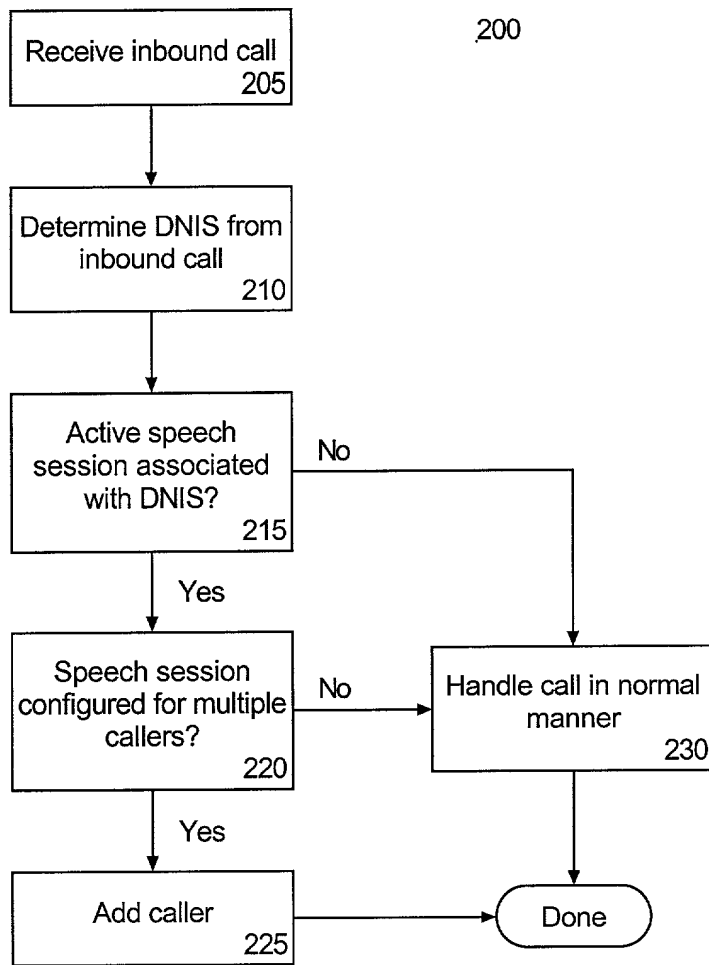 200
Receive inbound call
205
Determine DNIS from
inbound call
210
Active speech
session associated
with DNIS?
215
No
Yes
Speech session
configured for multiple
callers?
220
No
Handle call in normal
manner
230
Yes
Add caller
225
Done